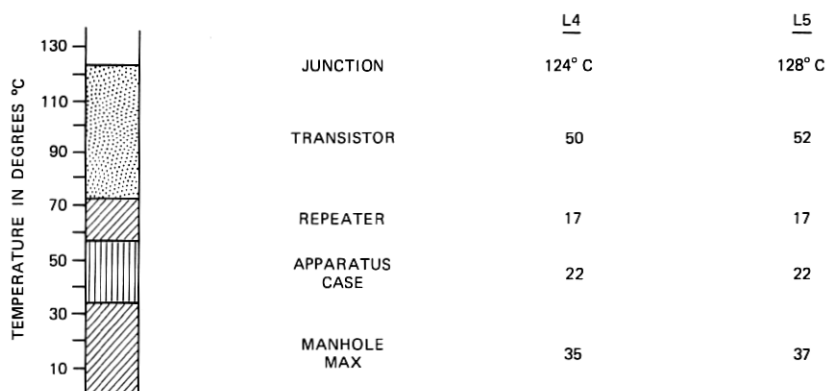 L4 L5
130
JUNCTION 124° C 128° C
110
TRANSISTOR 50 52
90
70
REPEATER 17 17
50
APPARATUS
CASE 22 22
30
MANHOLE
MAX 35 37
10
TEMPERATURE IN DEGREES °C